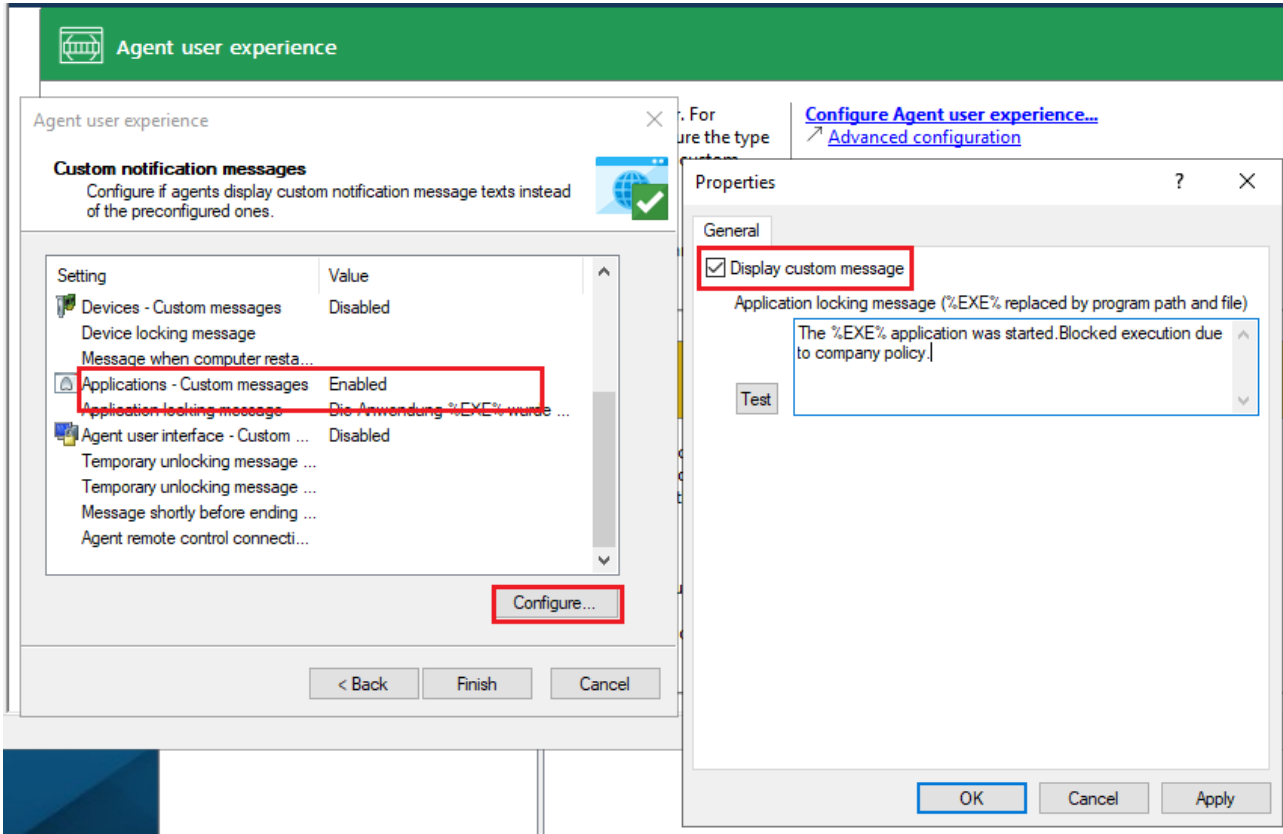 Agent user experience
Agent user experience
Custom notification messages
Configure if agents display custom notification message texts instead
of the preconfigured ones.
Setting Value
Devices - Custom messages Disabled
Device locking message
Message when computer resta...
Applications - Custom messages Enabled
Application locking message Die Anwendung %EXE% wurde ...
Agent user interface - Custom ... Disabled
Temporary unlocking message ...
Temporary unlocking message ...
Message shortly before ending ...
Agent remote control connecti...
Configure...
< Back Finish Cancel
r. For
ure the type
Configure Agent user experience...
Advanced configuration
Properties ?
General
Display custom message
Application locking message (%EXE% replaced by program path and file)
The %EXE% application was started.Blocked execution due
to company policy.
Test
OK Cancel Apply